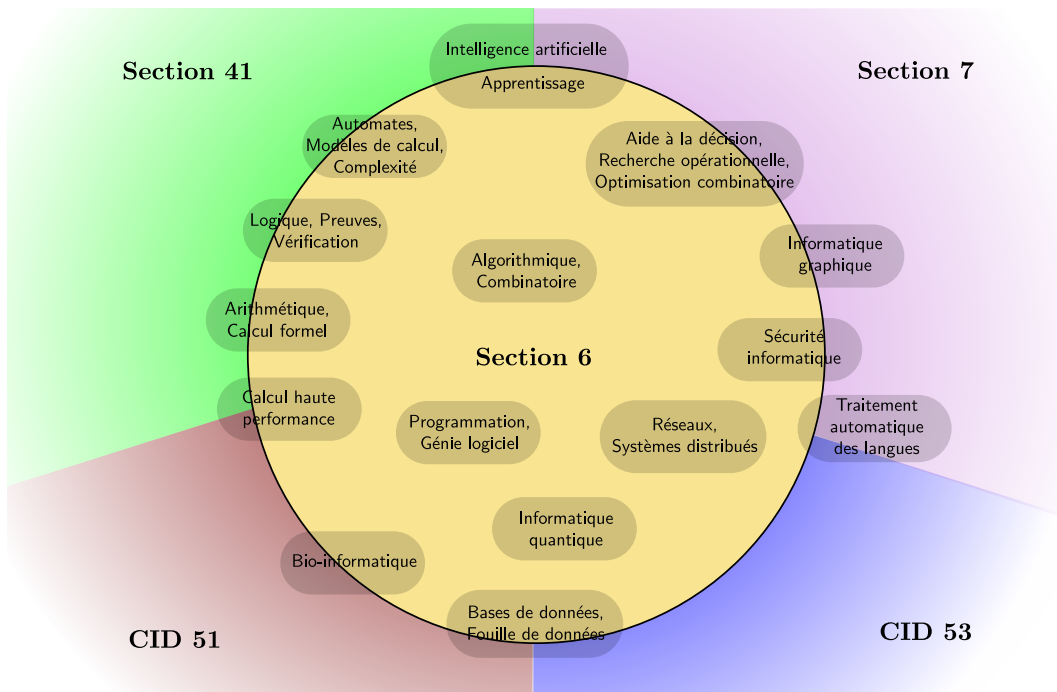 Intelligence artificielle
Apprentissage
Section 41
Section 7
Automates,
Modèles de calcul,
Complexité
Aide à la décision,
Recherche opérationnelle,
Optimisation combinatoire
Logique, Preuves,
Vérification
Informatique
graphique
Algorithmique,
Combinatoire
Arithmétique,
Calcul formel
Sécurité
informatique
Section 6
Calcul haute
performance
Programmation,
Génie logiciel
Réseaux,
Systèmes distribués
Traitement
automatique
des langues
Informatique
quantique
Bio-informatique
Bases de données,
Fouille de données
CID 51
CID 53